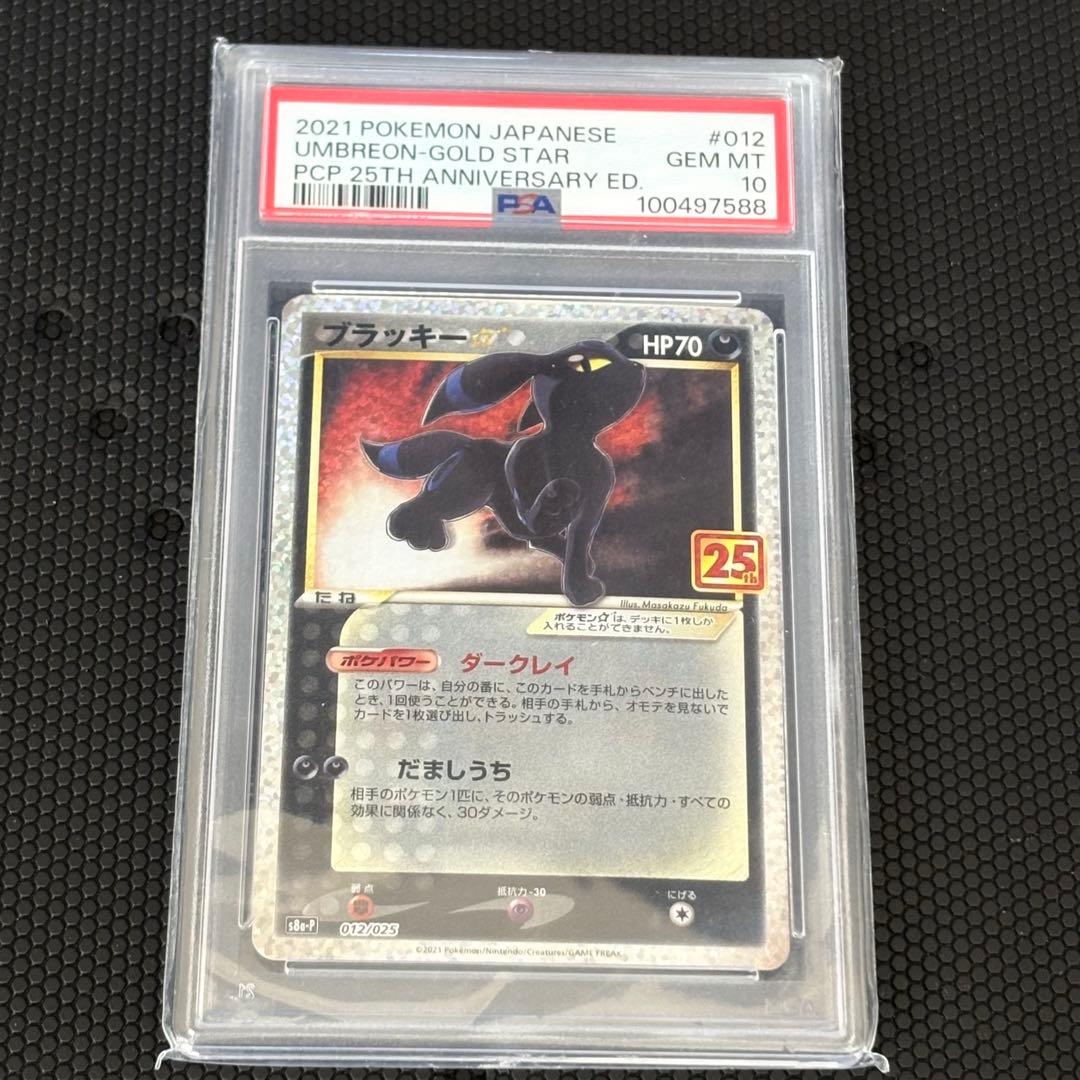 2021 POKEMON JAPANESE #012
UMBREON-GOLD STAR GEM MT
PCP 25TH ANNIVERSARY ED. 10
PSA 100497588
ブラッキー☆ HP70
25th
たね
Illus. Masakazu Fukuda
ポケモン☆は、デッキに1枚しか
入れることができません。
ポケパワー ダークレイ
このパワーは、自分の番に、このカードを手札からベンチに出した
とき、1回使うことができる。相手の手札から、オモテを見ないで
カードを1枚選び出し、トラッシュする。
だましうち
相手のポケモン1匹に、そのポケモンの弱点・抵抗力・すべての
効果に関係なく、30ダメージ。
弱点 抵抗力-30 にげる
s8a-P 012/025
©2021 Pokémon/Nintendo/Creatures/GAME FREAK